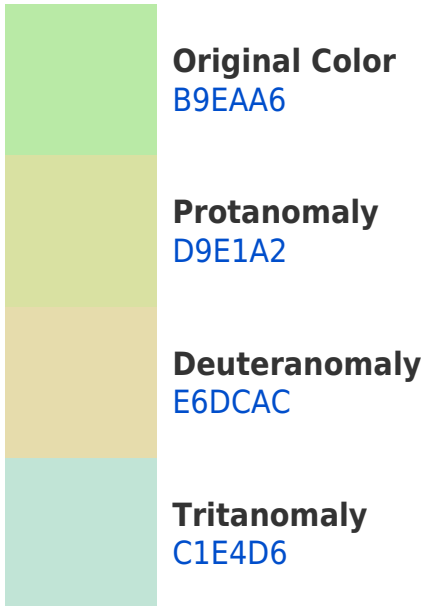 Original Color
B9EAA6
Protanomaly
D9E1A2
Deuteranomaly
E6DCAC
Tritanomaly
C1E4D6